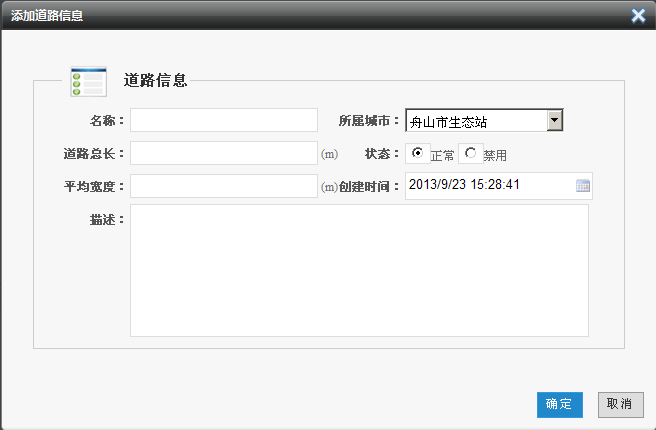 添加道路信息
道路信息
名称： 所属城市： 舟山市生态站
道路总长： (m) 状态： 正常 禁用
平均宽度： (m) 创建时间： 2013/9/23 15:28:41
描述：
确定 取消